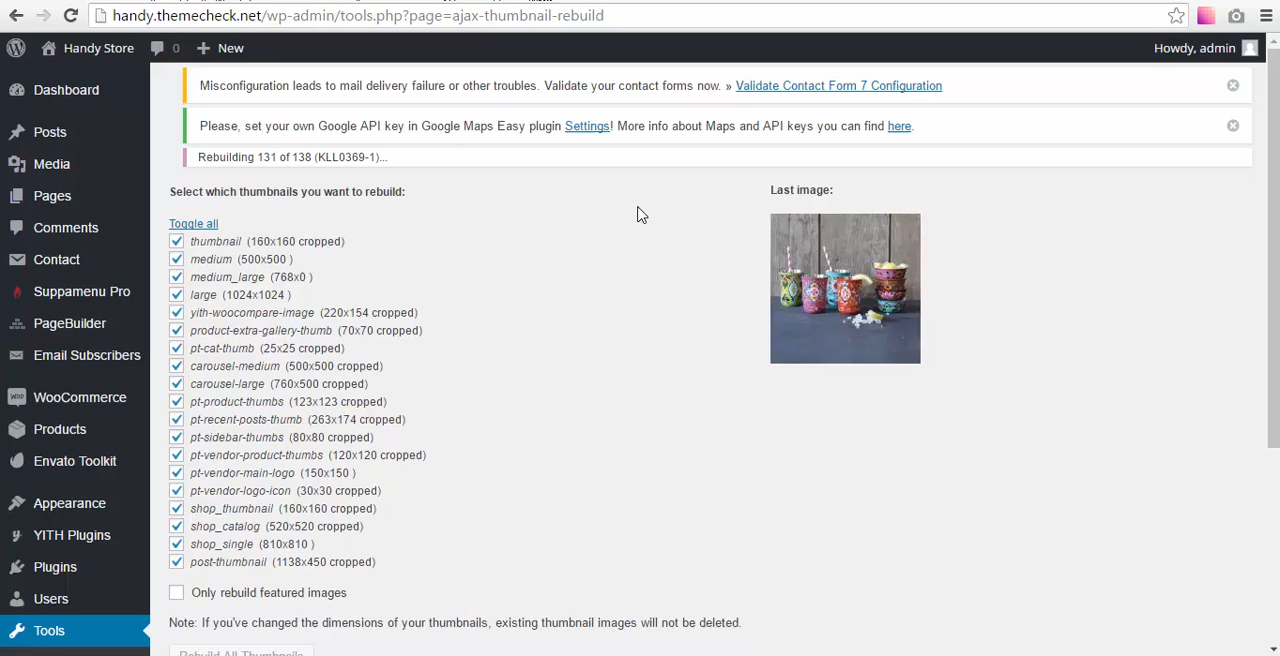 handy.themecheck.net/wp-admin/tools.php?page=ajax-thumbnail-rebuild
Handy Store 0 New Howdy, admin
Dashboard
Posts
Media
Pages
Comments
Contact
Suppamenu Pro
PageBuilder
Email Subscribers
WOO WooCommerce
Products
Envato Toolkit
Appearance
YITH Plugins
Plugins
Users
Tools
Misconfiguration leads to mail delivery failure or other troubles. Validate your contact forms now. » Validate Contact Form 7 Configuration
Please, set your own Google API key in Google Maps Easy plugin Settings! More info about Maps and API keys you can find here.
Rebuilding 131 of 138 (KLL0369-1)...
Select which thumbnails you want to rebuild:
Toggle all
thumbnail (160x160 cropped)
medium (500x500 )
medium_large (768x0 )
large (1024x1024 )
yith-woocompare-image (220x154 cropped)
product-extra-gallery-thumb (70x70 cropped)
pt-cat-thumb (25x25 cropped)
carousel-medium (500x500 cropped)
carousel-large (760x500 cropped)
pt-product-thumbs (123x123 cropped)
pt-recent-posts-thumb (263x174 cropped)
pt-sidebar-thumbs (80x80 cropped)
pt-vendor-product-thumbs (120x120 cropped)
pt-vendor-main-logo (150x150 )
pt-vendor-logo-icon (30x30 cropped)
shop_thumbnail (160x160 cropped)
shop_catalog (520x520 cropped)
shop_single (810x810 )
post-thumbnail (1138x450 cropped)
Only rebuild featured images
Note: If you've changed the dimensions of your thumbnails, existing thumbnail images will not be deleted.
Rebuild All Thumbnails
Last image: